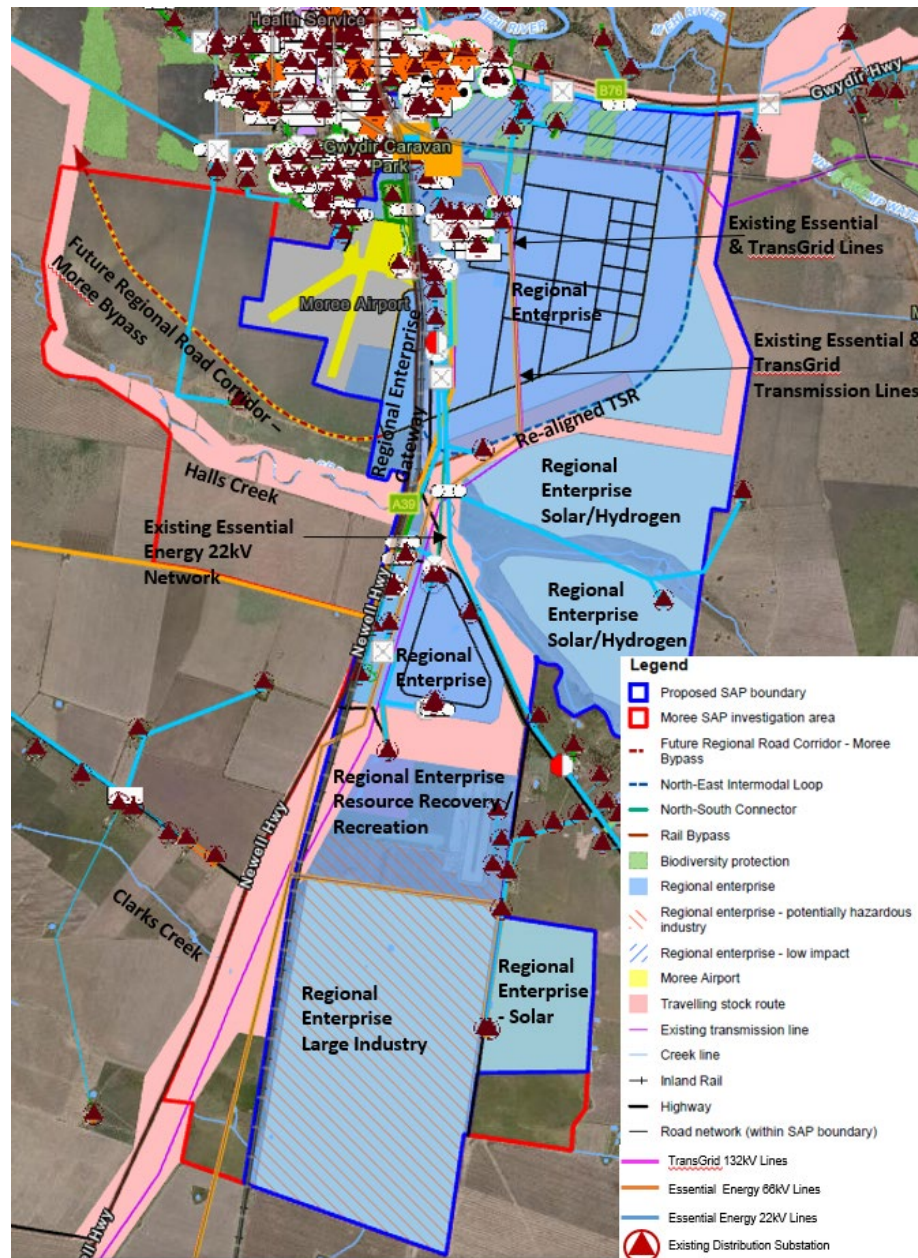 Health Service
MEHI RIVER
MEHI RIVER
B76
Gwydir Hwy
Gwydir Caravan
Park
Existing Essential
& TransGrid Lines
Future Regional Road Corridor –
Moree Bypass
Moree Airport
Regional
Enterprise
Regional Enterprise
Gateway
Existing Essential &
TransGrid
Transmission Lines
Re-aligned TSR
Halls Creek
A39
Regional
Enterprise
Solar/Hydrogen
Existing Essential
Energy 22kV
Network
Newell Hwy
Regional
Enterprise
Solar/Hydrogen
Regional
Enterprise
Regional Enterprise
Resource Recovery /
Recreation
Newell Hwy
Clarks Creek
Regional
Enterprise
Large Industry
Regional
Enterprise
- Solar
Newell Hwy
Legend
Proposed SAP boundary
Moree SAP investigation area
Future Regional Road Corridor - Moree
Bypass
North-East Intermodal Loop
North-South Connector
Rail Bypass
Biodiversity protection
Regional enterprise
Regional enterprise - potentially hazardous
industry
Regional enterprise - low impact
Moree Airport
Travelling stock route
Existing transmission line
Creek line
Inland Rail
Highway
Road network (within SAP boundary)
TransGrid 132kV Lines
Essential Energy 66kV Lines
Essential Energy 22kV Lines
Existing Distribution Substation